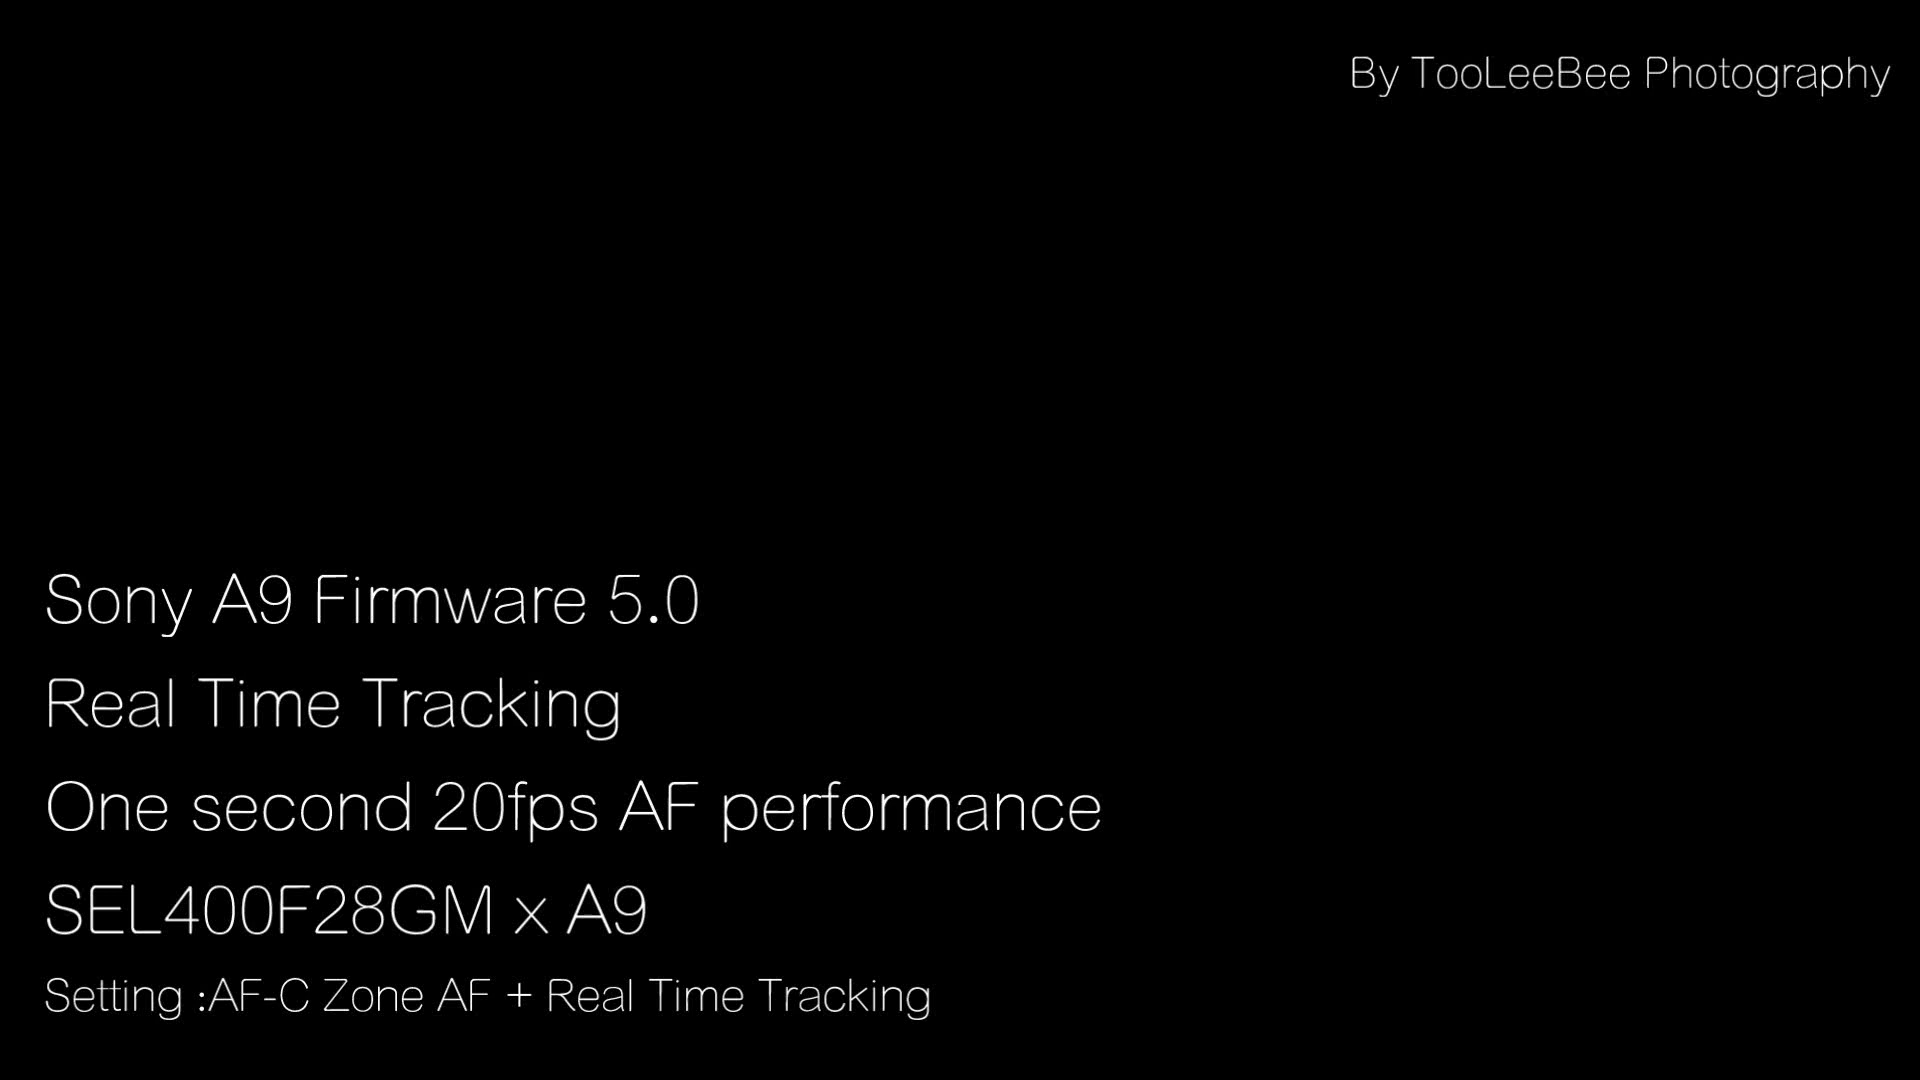 By TooLeeBee Photography
Sony A9 Firmware 5.0
Real Time Tracking
One second 20fps AF performance
SEL400F28GM x A9
Setting :AF-C Zone AF + Real Time Tracking